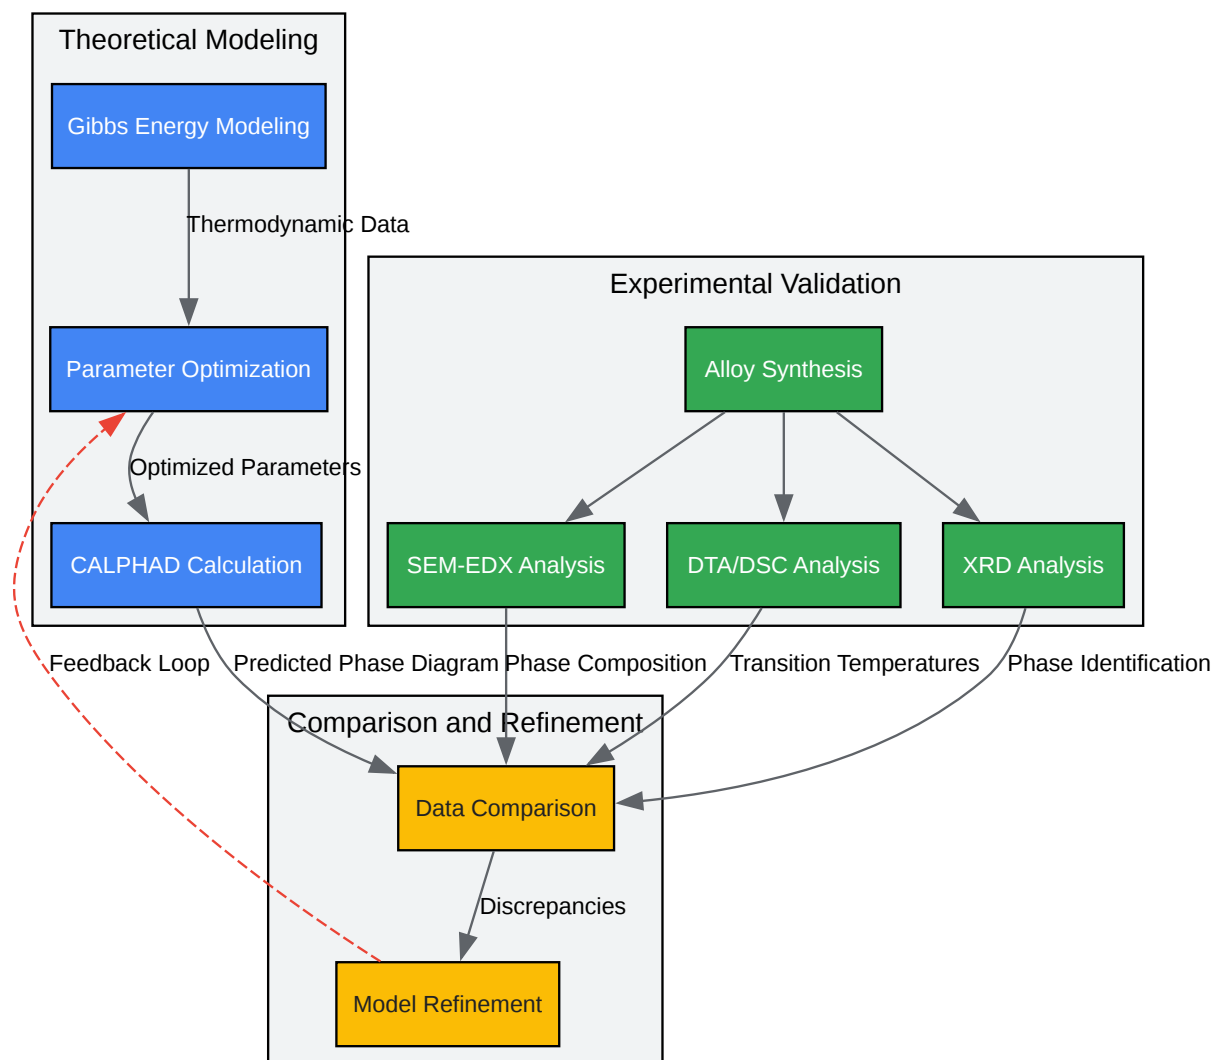 Theoretical Modeling
Gibbs Energy Modeling
Thermodynamic Data
Experimental Validation
Parameter Optimization
Alloy Synthesis
Optimized Parameters
CALPHAD Calculation
SEM-EDX Analysis
DTA/DSC Analysis
XRD Analysis
Feedback Loop
Predicted Phase Diagram
Phase Composition
Transition Temperatures
Phase Identification
Comparison and Refinement
Data Comparison
Discrepancies
Model Refinement